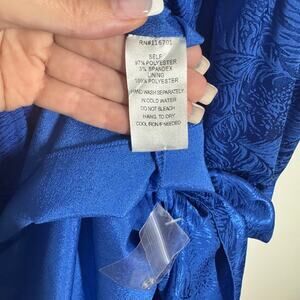 RN#116701
SELF
97% POLYESTER
3% SPANDEX
LINING
100% POLYESTER
HAND WASH SEPARATELY
IN COLD WATER
DO NOT BLEACH
HANG TO DRY
COOL IRON IF NEEDED